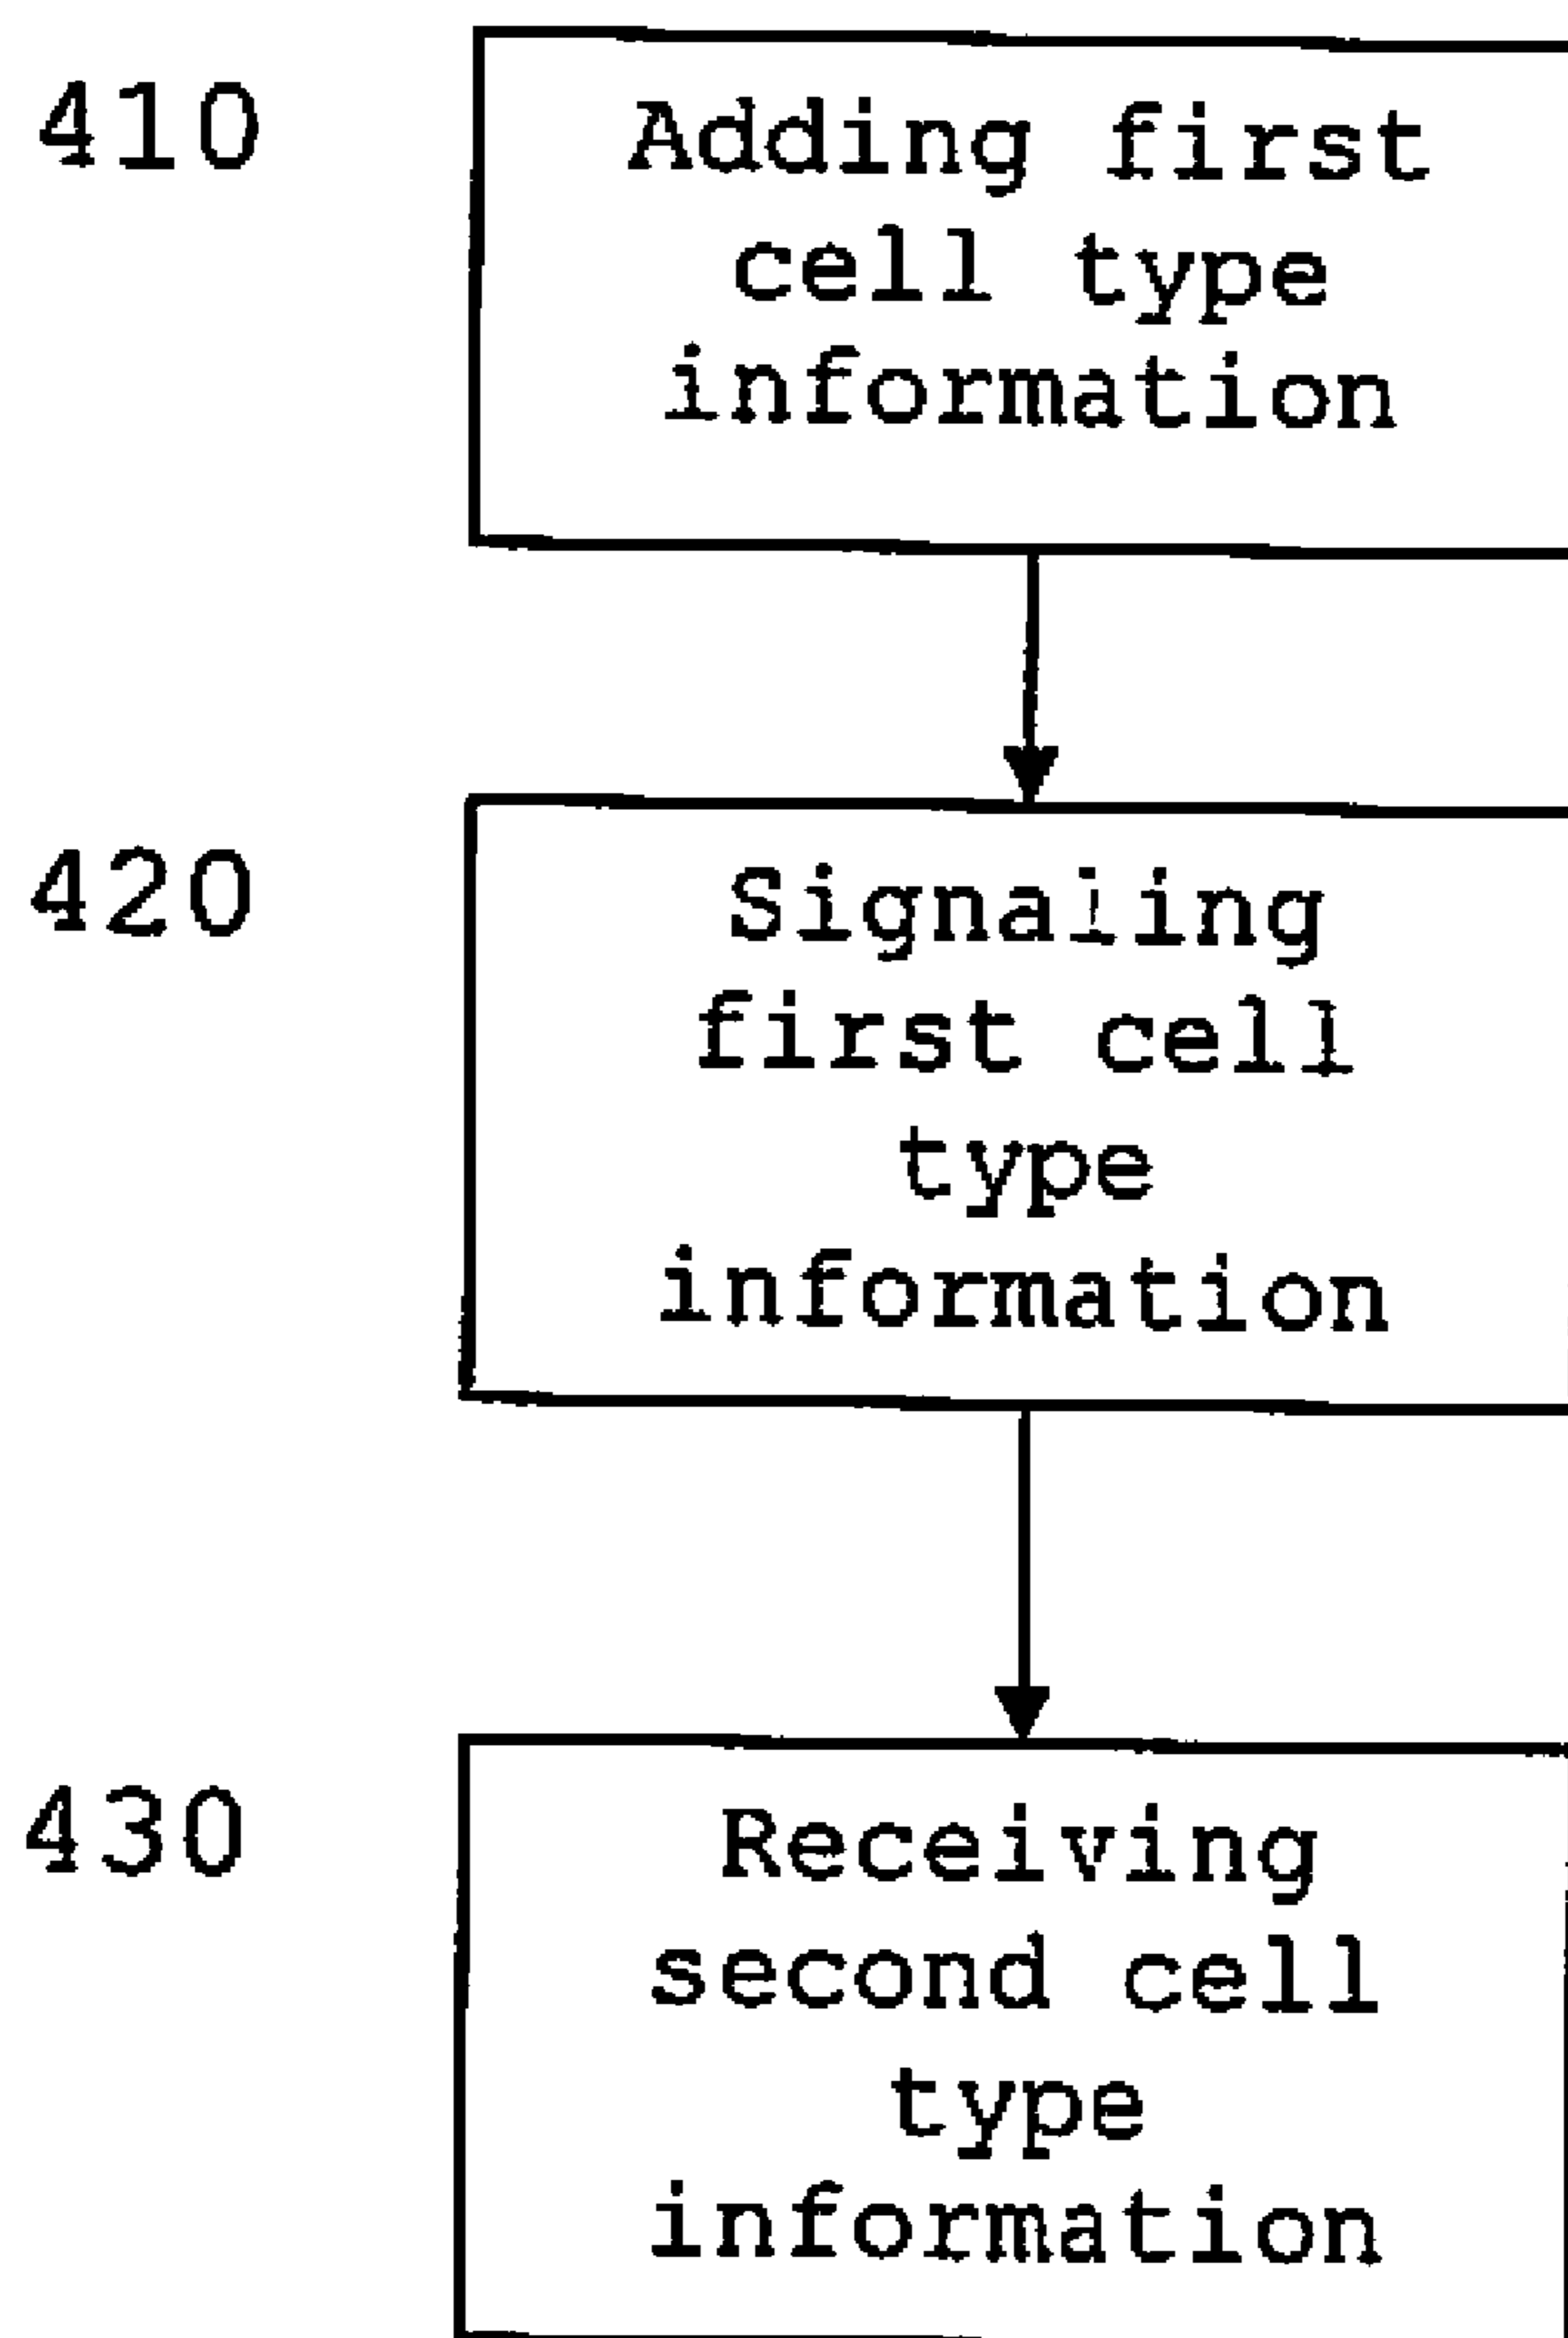 410
Adding first
cell type
information
420
Signaling
first cell
type
information
430
Receiving
second cell
type
information